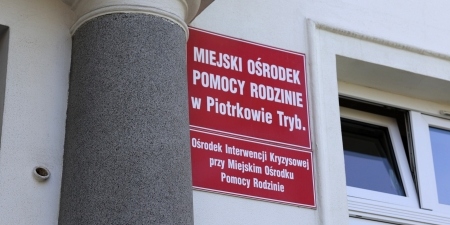 MIEJSKI OŚRODEK
POMOCY RODZINIE
w Piotrkowie Tryb.
Ośrodek Interwencji Kryzysowej
przy Miejskim Ośrodku
Pomocy Rodzinie